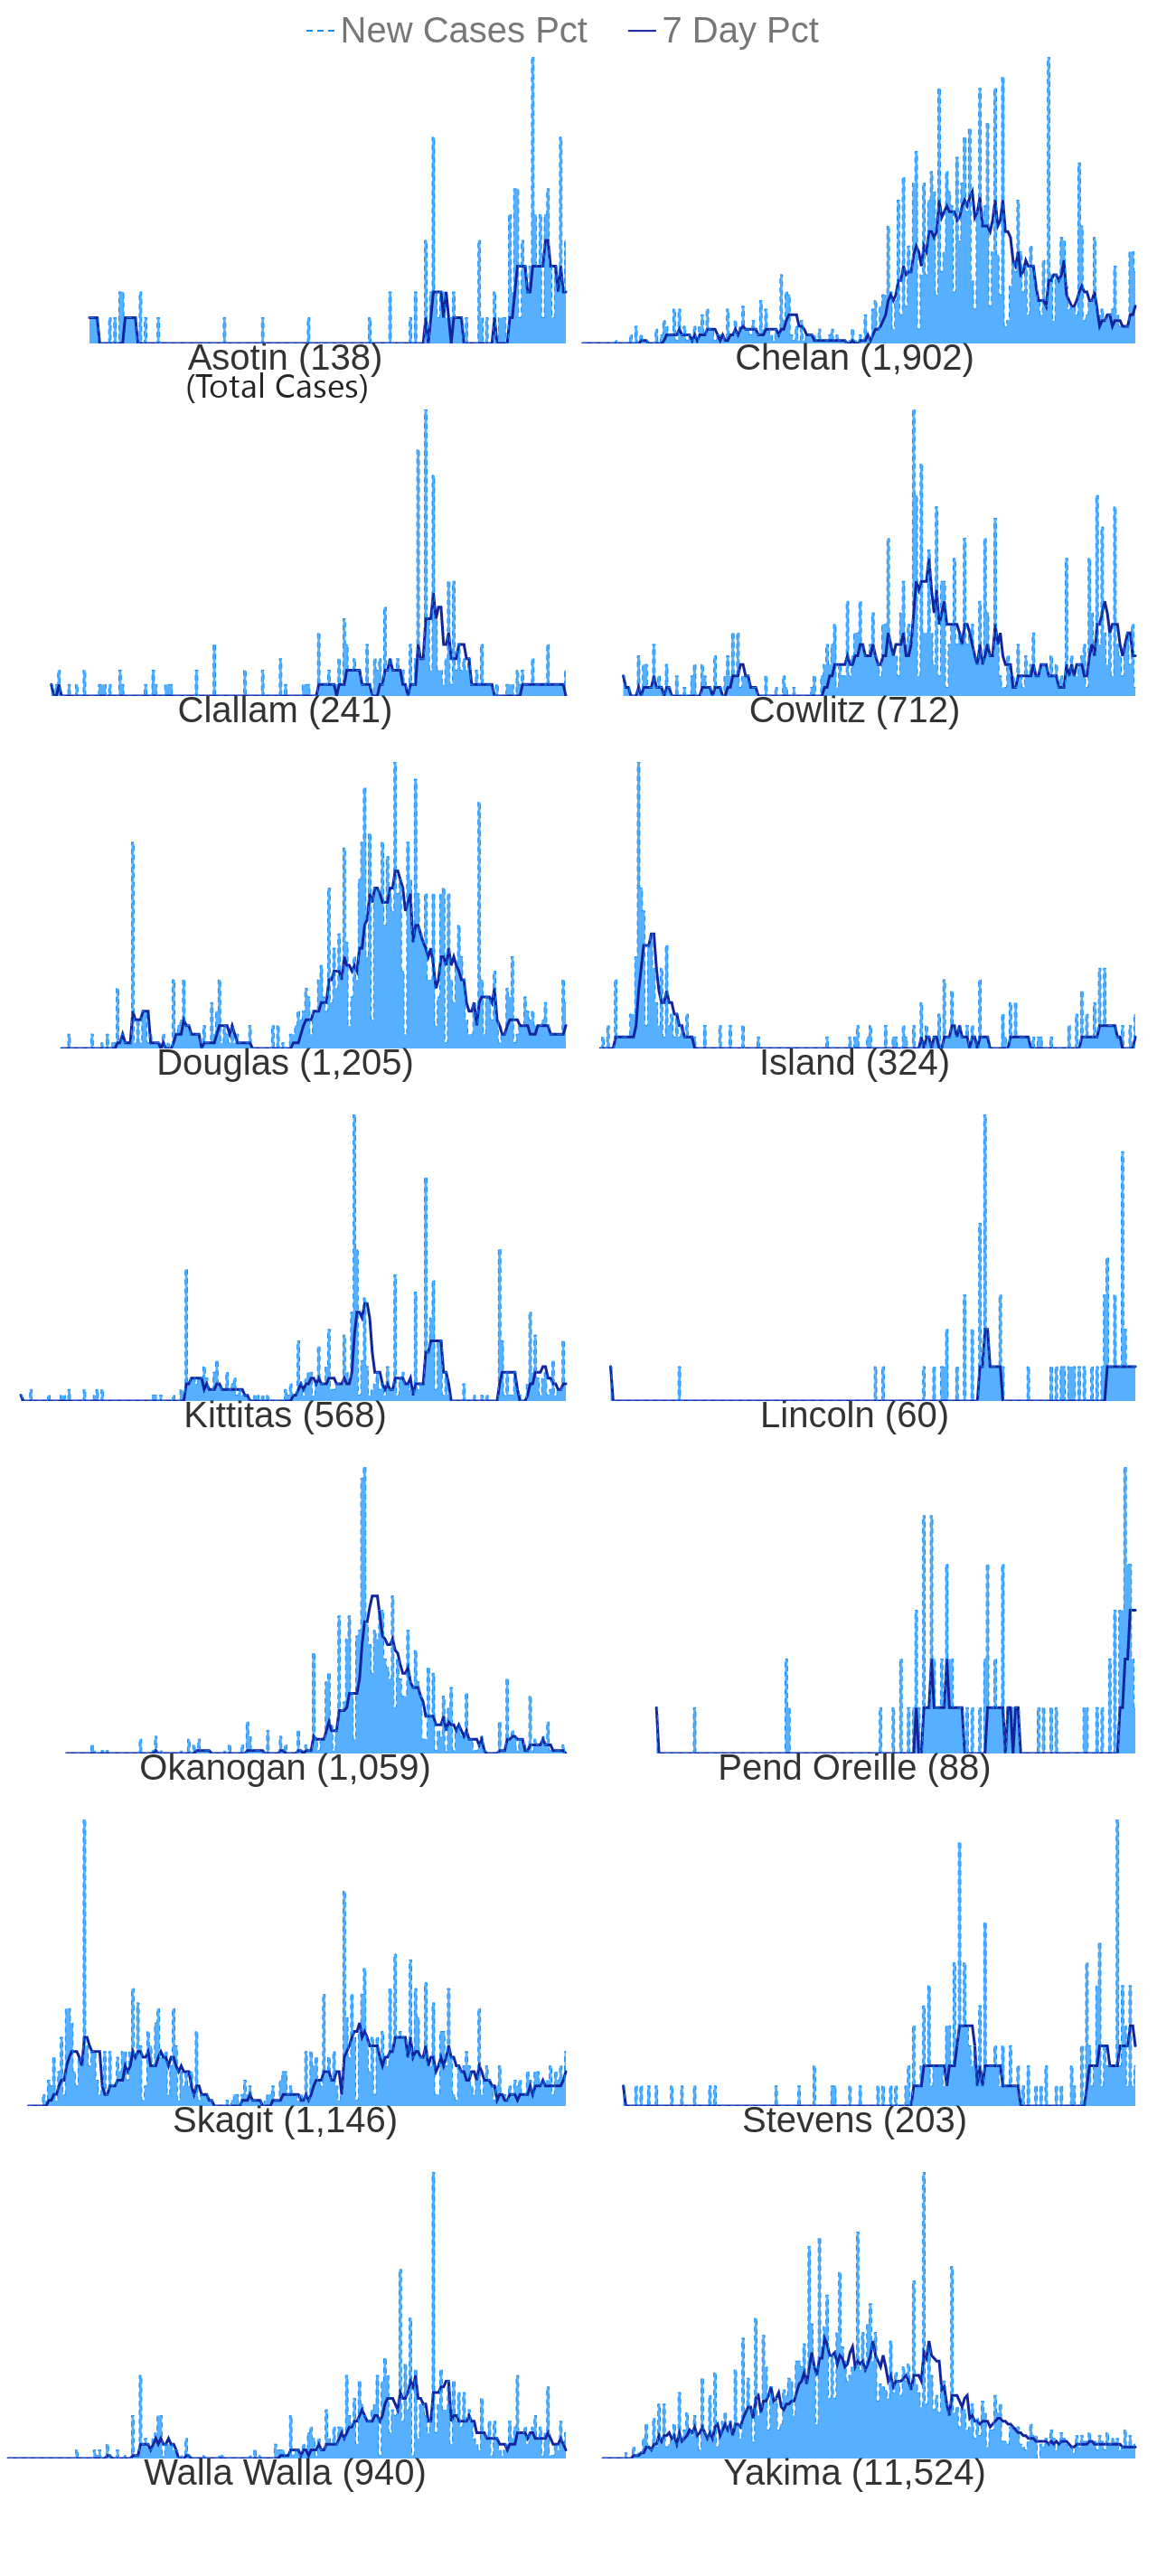 New Cases Pct 7 Day Pct
Asotin (138) Chelan (1,902)
(Total Cases)
Clallam (241) Cowlitz (712)
Douglas (1,205) Island (324)
Kittitas (568) Lincoln (60)
Okanogan (1,059) Pend Oreille (88)
Skagit (1,146) Stevens (203)
Walla Walla (940) Yakima (11,524)